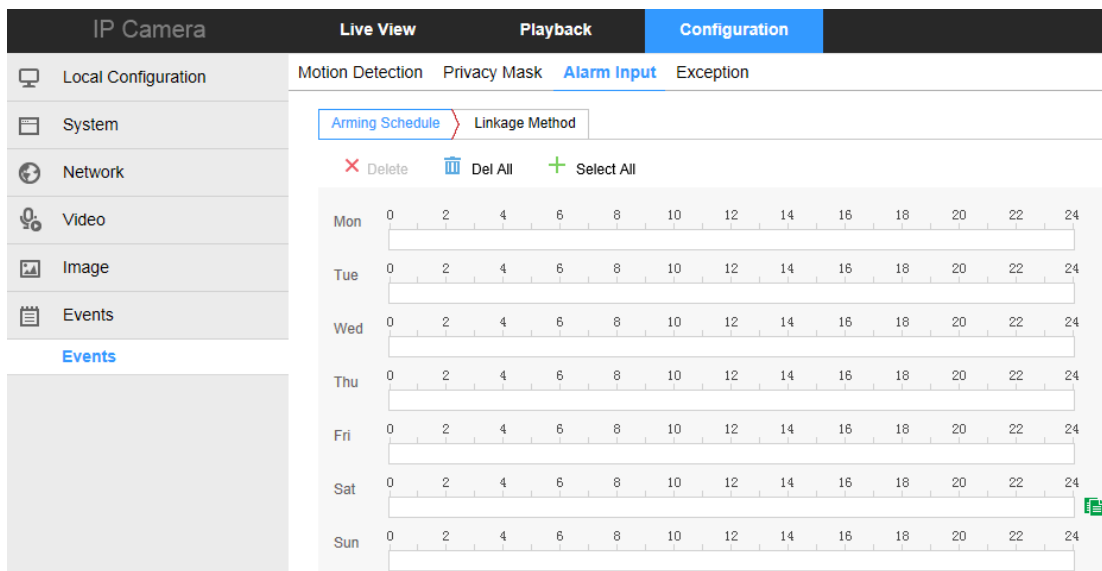 IP Camera Live View Playback Configuration
Local Configuration
System
Network
Video
Image
Events
Events
Motion Detection Privacy Mask Alarm Input Exception
Arming Schedule Linkage Method
Delete Del All Select All
Mon 0 2 4 6 8 10 12 14 16 18 20 22 24
Tue 0 2 4 6 8 10 12 14 16 18 20 22 24
Wed 0 2 4 6 8 10 12 14 16 18 20 22 24
Thu 0 2 4 6 8 10 12 14 16 18 20 22 24
Fri 0 2 4 6 8 10 12 14 16 18 20 22 24
Sat 0 2 4 6 8 10 12 14 16 18 20 22 24
Sun 0 2 4 6 8 10 12 14 16 18 20 22 24